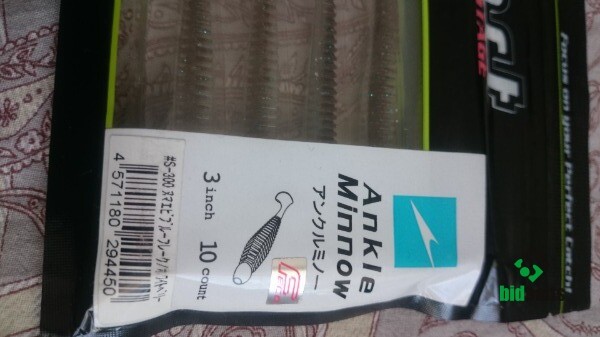 Ankle
Minnow
アンクルミノー
3 inch 10 count
4 571180 294450
Focus on your Perfect Catch!
STAGE
bid